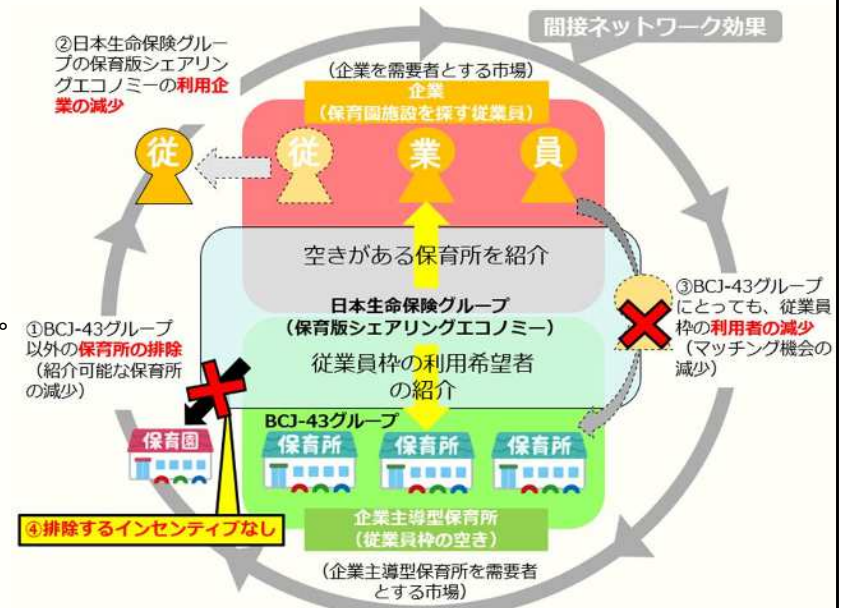 間接ネットワーク効果
②日本生命保険グルー
プの保育版シェアリン
グエコノミーの利用企
業の減少
(企業を需要者とする市場)
企業
(保育園施設を探す従業員)
従
従
業
員
空きがある保育所を紹介
日本生命保険グループ
(保育版シェアリングエコノミー)
従業員枠の利用希望者
の紹介
③BCJ-43グループ
にとっても、従業員
枠の利用者の減少
(マッチング機会の
減少)
。
①BCJ-43グループ
以外の保育所の排除
(紹介可能な保育所
の減少)
BCJ-43グループ
保育園
保育所
保育所
保育所
④排除するインセンティブなし
企業主導型保育所
(従業員枠の空き)
(企業主導型保育所を需要者
とする市場)